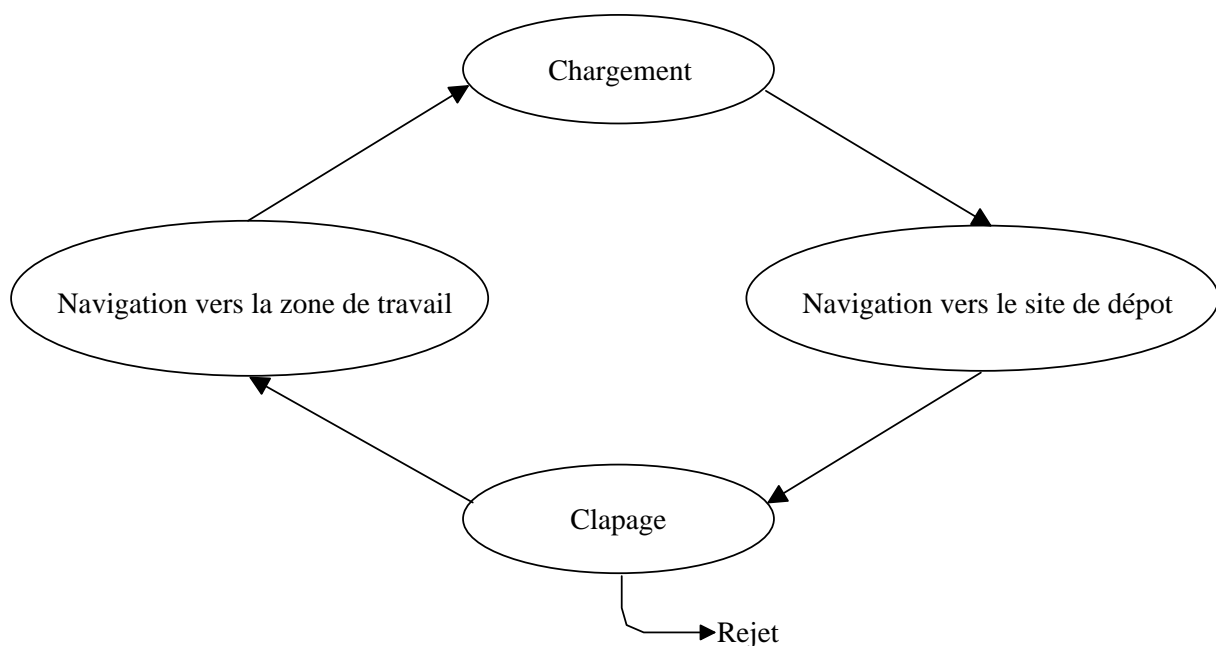 Chargement
Navigation vers la zone de travail
Navigation vers le site de dépot
Clapage
Rejet